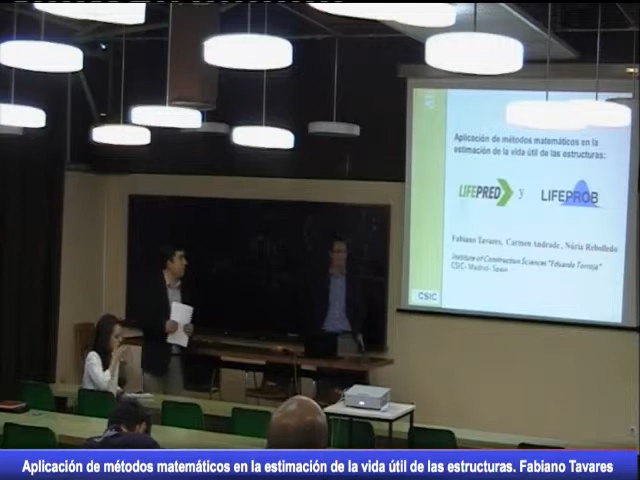 Aplicación de métodos matemáticos en la
estimación de la vida útil de las estructuras:
LIFEPRED y LIFEPROB
Fabiano Tavares, Carmen Andrade, Núria Rebolledo
Institute of Construction Sciences "Eduardo Torroja"
CSIC- Madrid- Spain
CSIC
Aplicación de métodos matemáticos en la estimación de la vida útil de las estructuras. Fabiano Tavares